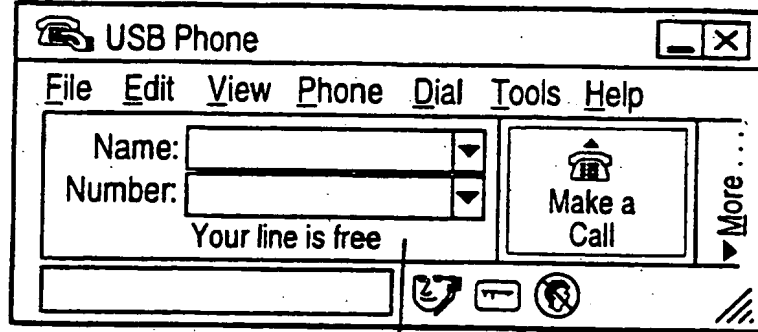 USB Phone
File Edit View Phone Dial Tools Help
Name:
Number:
Your line is free
Make a
Call
More . . .